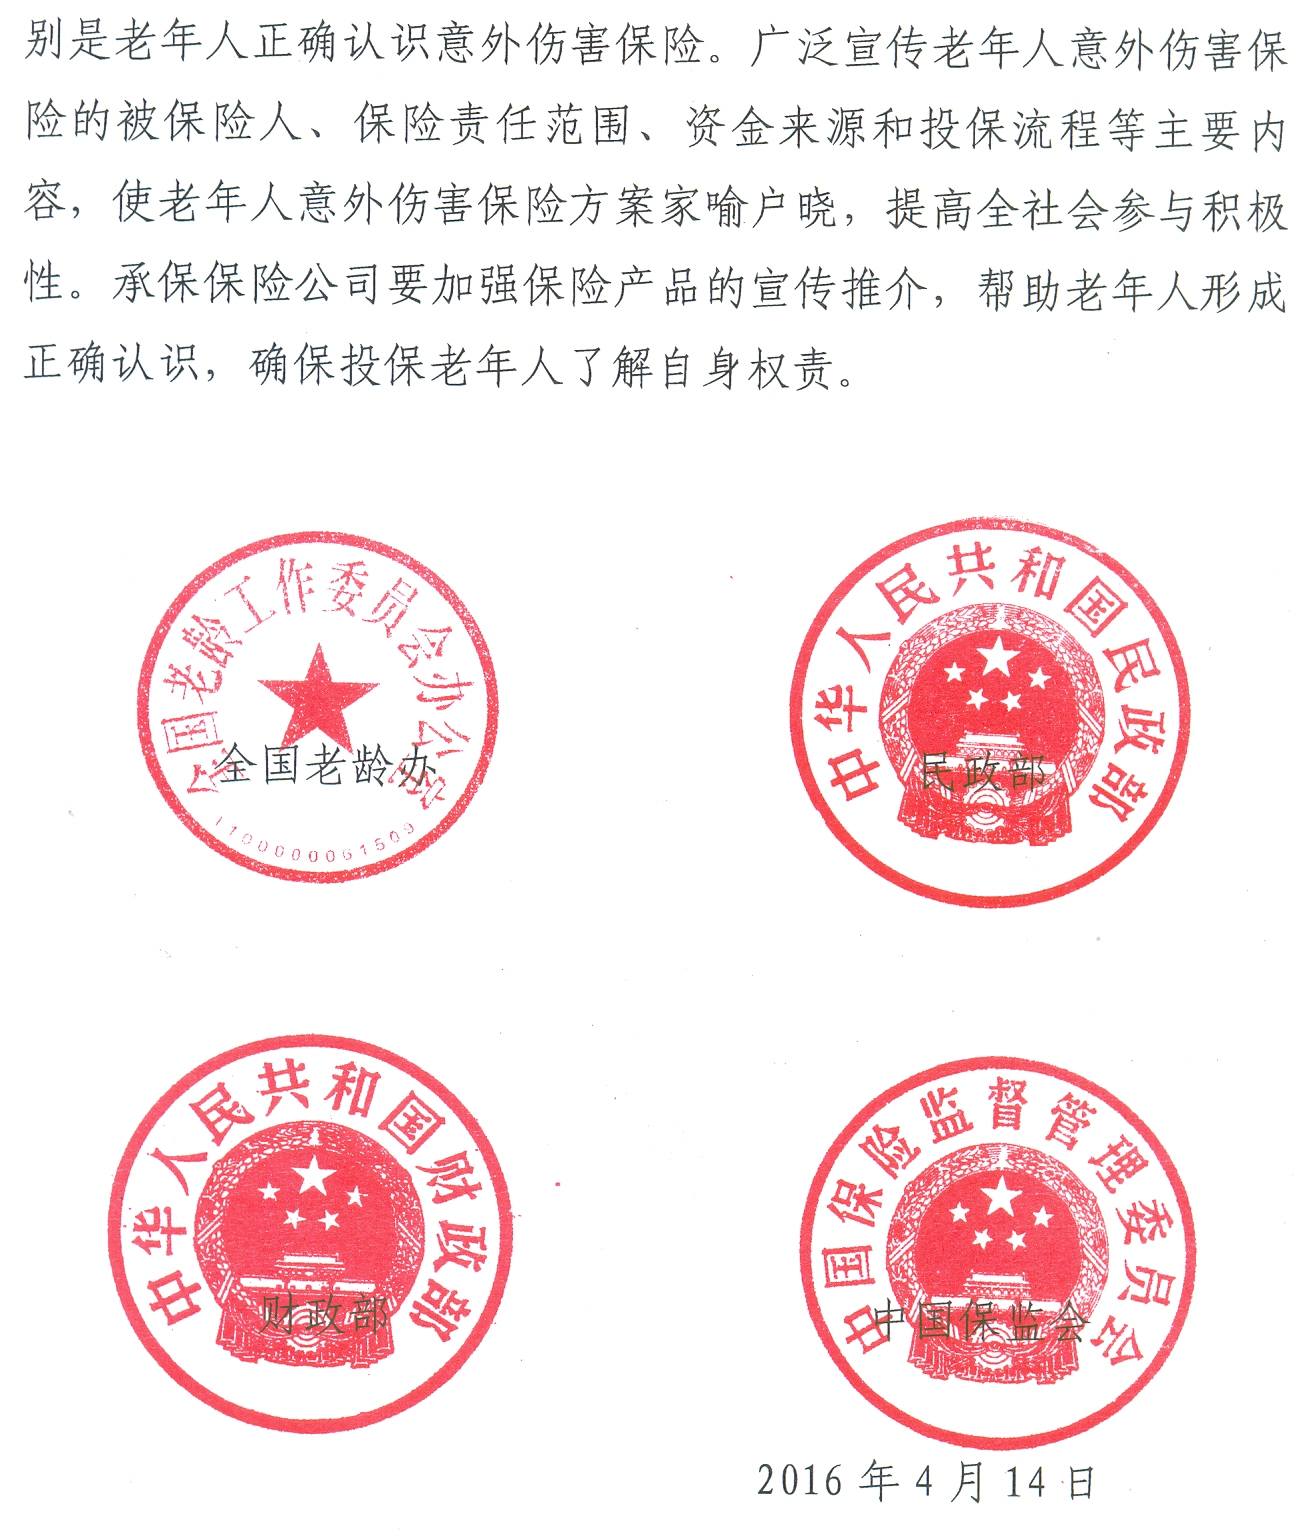 别是老年人正确认识意外伤害保险。广泛宣传老年人意外伤害保
险的被保险人、保险责任范围、资金来源和投保流程等主要内
容，使老年人意外伤害保险方案家喻户晓，提高全社会参与积极
性。承保保险公司要加强保险产品的宣传推介，帮助老年人形成
正确认识，确保投保老年人了解自身权责。
全国老龄工作委员会办公室
全国老龄办
1100000061509
中华人民共和国民政部
民政部
中华人民共和国财政部
财政部
中国保险监督管理委员会
中国保监会
2016 年 4 月 14 日